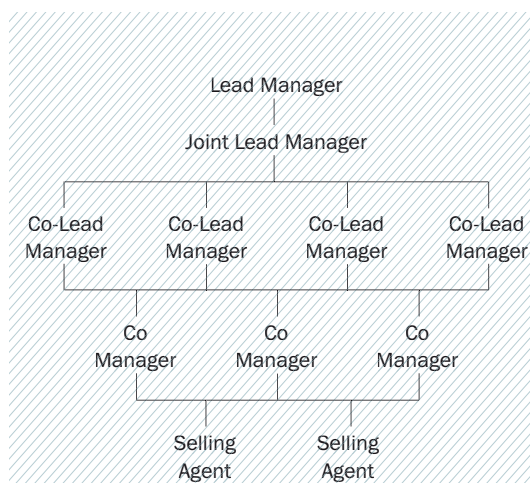 Lead Manager
Joint Lead Manager
Co-Lead Co-Lead Co-Lead Co-Lead
Manager Manager Manager Manager
Co Co Co
Manager Manager Manager
Selling Selling
Agent Agent